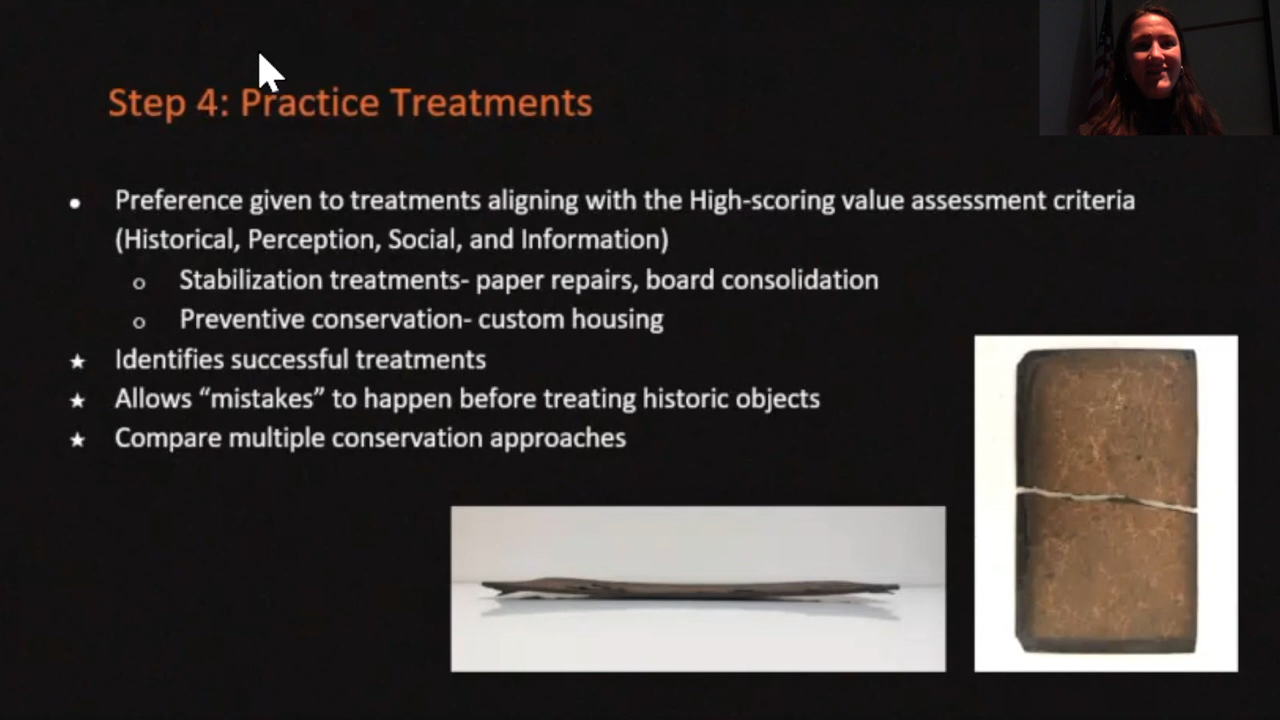 Step 4: Practice Treatments
• Preference given to treatments aligning with the High-scoring value assessment criteria
(Historical, Perception, Social, and Information)
o Stabilization treatments- paper repairs, board consolidation
o Preventive conservation- custom housing
★ Identifies successful treatments
★ Allows “mistakes” to happen before treating historic objects
★ Compare multiple conservation approaches